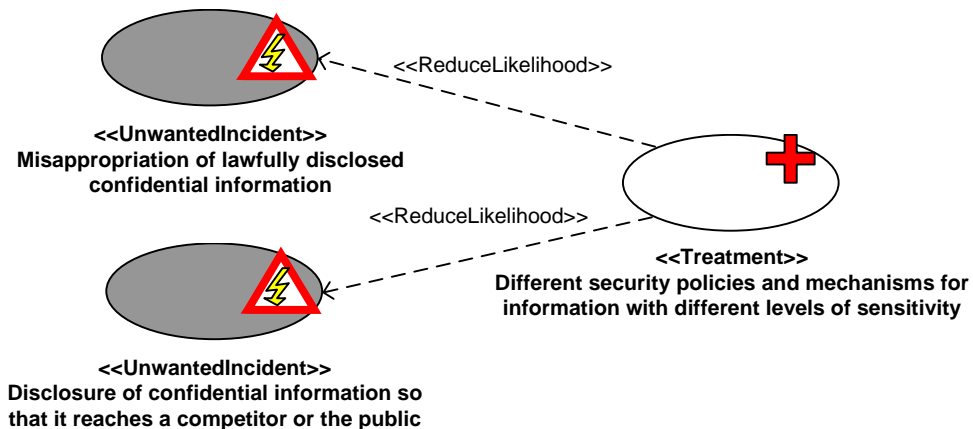 <<ReduceLikelihood>>
<<UnwantedIncident>>
Misappropriation of lawfully disclosed
confidential information
<<ReduceLikelihood>>
<<Treatment>>
Different security policies and mechanisms for
information with different levels of sensitivity
<<UnwantedIncident>>
Disclosure of confidential information so
that it reaches a competitor or the public